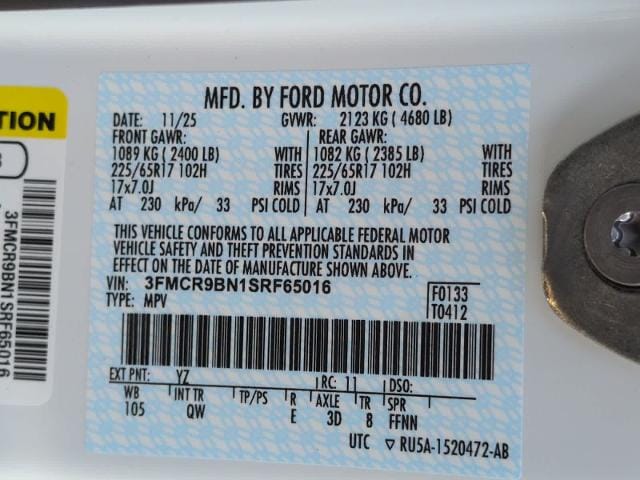 TION
3
3FMCR9BN1SRF65016
MFD. BY FORD MOTOR CO.
DATE: 11/25 GVWR: 2123 KG ( 4680 LB)
FRONT GAWR: REAR GAWR:
1089 KG ( 2400 LB) WITH 1082 KG ( 2385 LB) WITH
225/65R17 102H TIRES 225/65R17 102H TIRES
17x7.0J RIMS 17x7.0J RIMS
AT 230 kPa/ 33 PSI COLD AT 230 kPa/ 33 PSI COLD
THIS VEHICLE CONFORMS TO ALL APPLICABLE FEDERAL MOTOR
VEHICLE SAFETY AND THEFT PREVENTION STANDARDS IN
EFFECT ON THE DATE OF MANUFACTURE SHOWN ABOVE.
VIN: 3FMCR9BN1SRF65016
TYPE: MPV
F0133
T0412
EXT PNT: YZ RC: 11 DSO:
WB INT TR TP/PS R AXLE TR SPR
105 QW E 3D 8 FFNN
UTC ▽ RU5A-1520472-AB